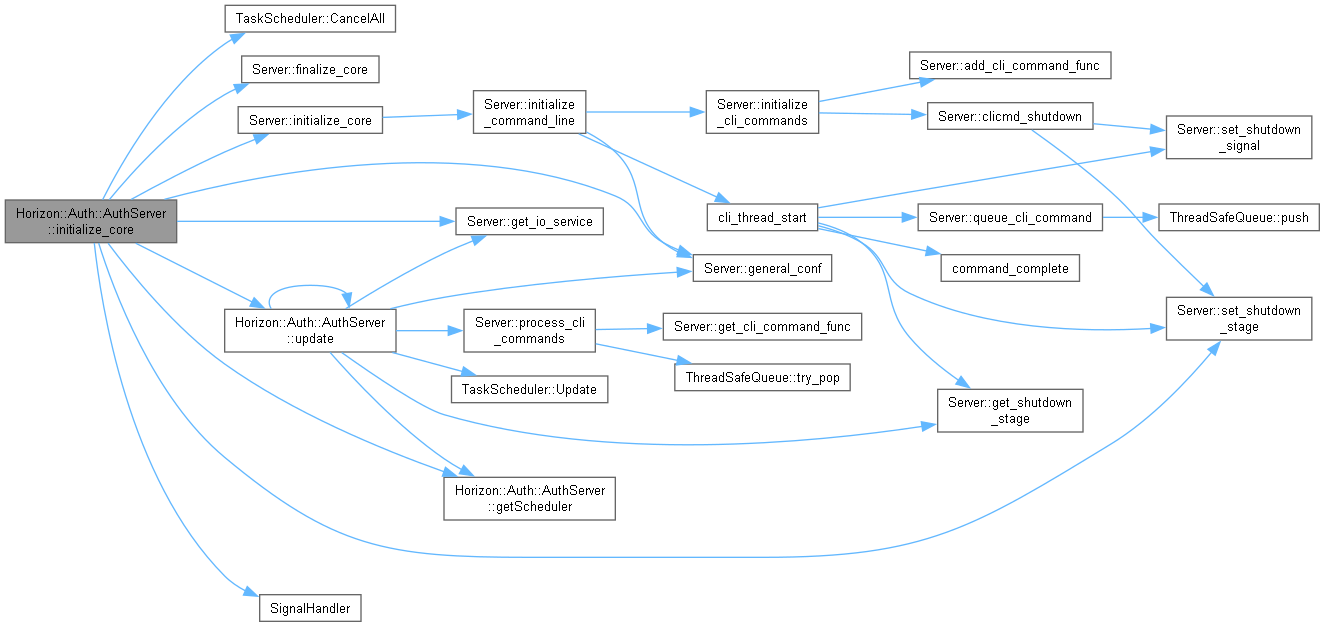 TaskScheduler::CancelAll
Server::finalize_core
Server::add_cli_command_func
Server::initialize
_command_line
Server::initialize
_cli_commands
Server::initialize_core
Server::clicmd_shutdown
Server::set_shutdown
_signal
Horizon::Auth::AuthServer
::initialize_core
Server::get_io_service
cli_thread_start
Server::queue_cli_command
ThreadSafeQueue::push
Server::general_conf
command_complete
Horizon::Auth::AuthServer
::update
Server::process_cli
_commands
Server::get_cli_command_func
Server::set_shutdown
_stage
TaskScheduler::Update
ThreadSafeQueue::try_pop
Server::get_shutdown
_stage
Horizon::Auth::AuthServer
::getScheduler
SignalHandler